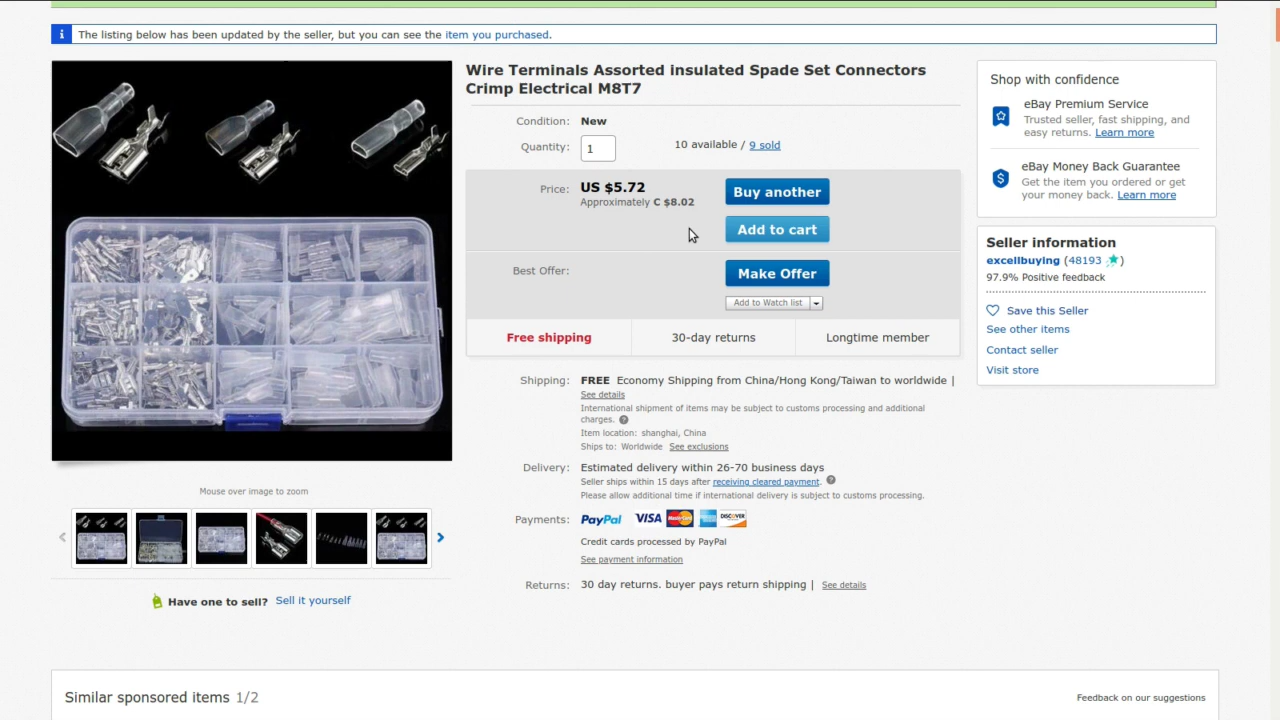 The listing below has been updated by the seller, but you can see the item you purchased.
Wire Terminals Assorted insulated Spade Set Connectors
Crimp Electrical M8T7
Condition: New
Quantity: 1 10 available / 9 sold
Price: US $5.72
Approximately C $8.02
Buy another
Add to cart
Best Offer:
Make Offer
Add to Watch list
Free shipping 30-day returns Longtime member
Shipping: FREE Economy Shipping from China/Hong Kong/Taiwan to worldwide |
See details
International shipment of items may be subject to customs processing and additional
charges. ?
Item location: shanghai, China
Ships to: Worldwide See exclusions
Delivery: Estimated delivery within 26-70 business days
Seller ships within 15 days after receiving cleared payment. ?
Please allow additional time if international delivery is subject to customs processing.
Payments: PayPal VISA MasterCard DISCOVER
Credit cards processed by PayPal
See payment information
Returns: 30 day returns. buyer pays return shipping | See details
Mouse over image to zoom
Have one to sell? Sell it yourself
Shop with confidence
eBay Premium Service
Trusted seller, fast shipping, and
easy returns. Learn more
eBay Money Back Guarantee
Get the item you ordered or get
your money back. Learn more
Seller information
excellbuying (48193)
97.9% Positive feedback
Save this Seller
See other items
Contact seller
Visit store
Similar sponsored items 1/2
Feedback on our suggestions